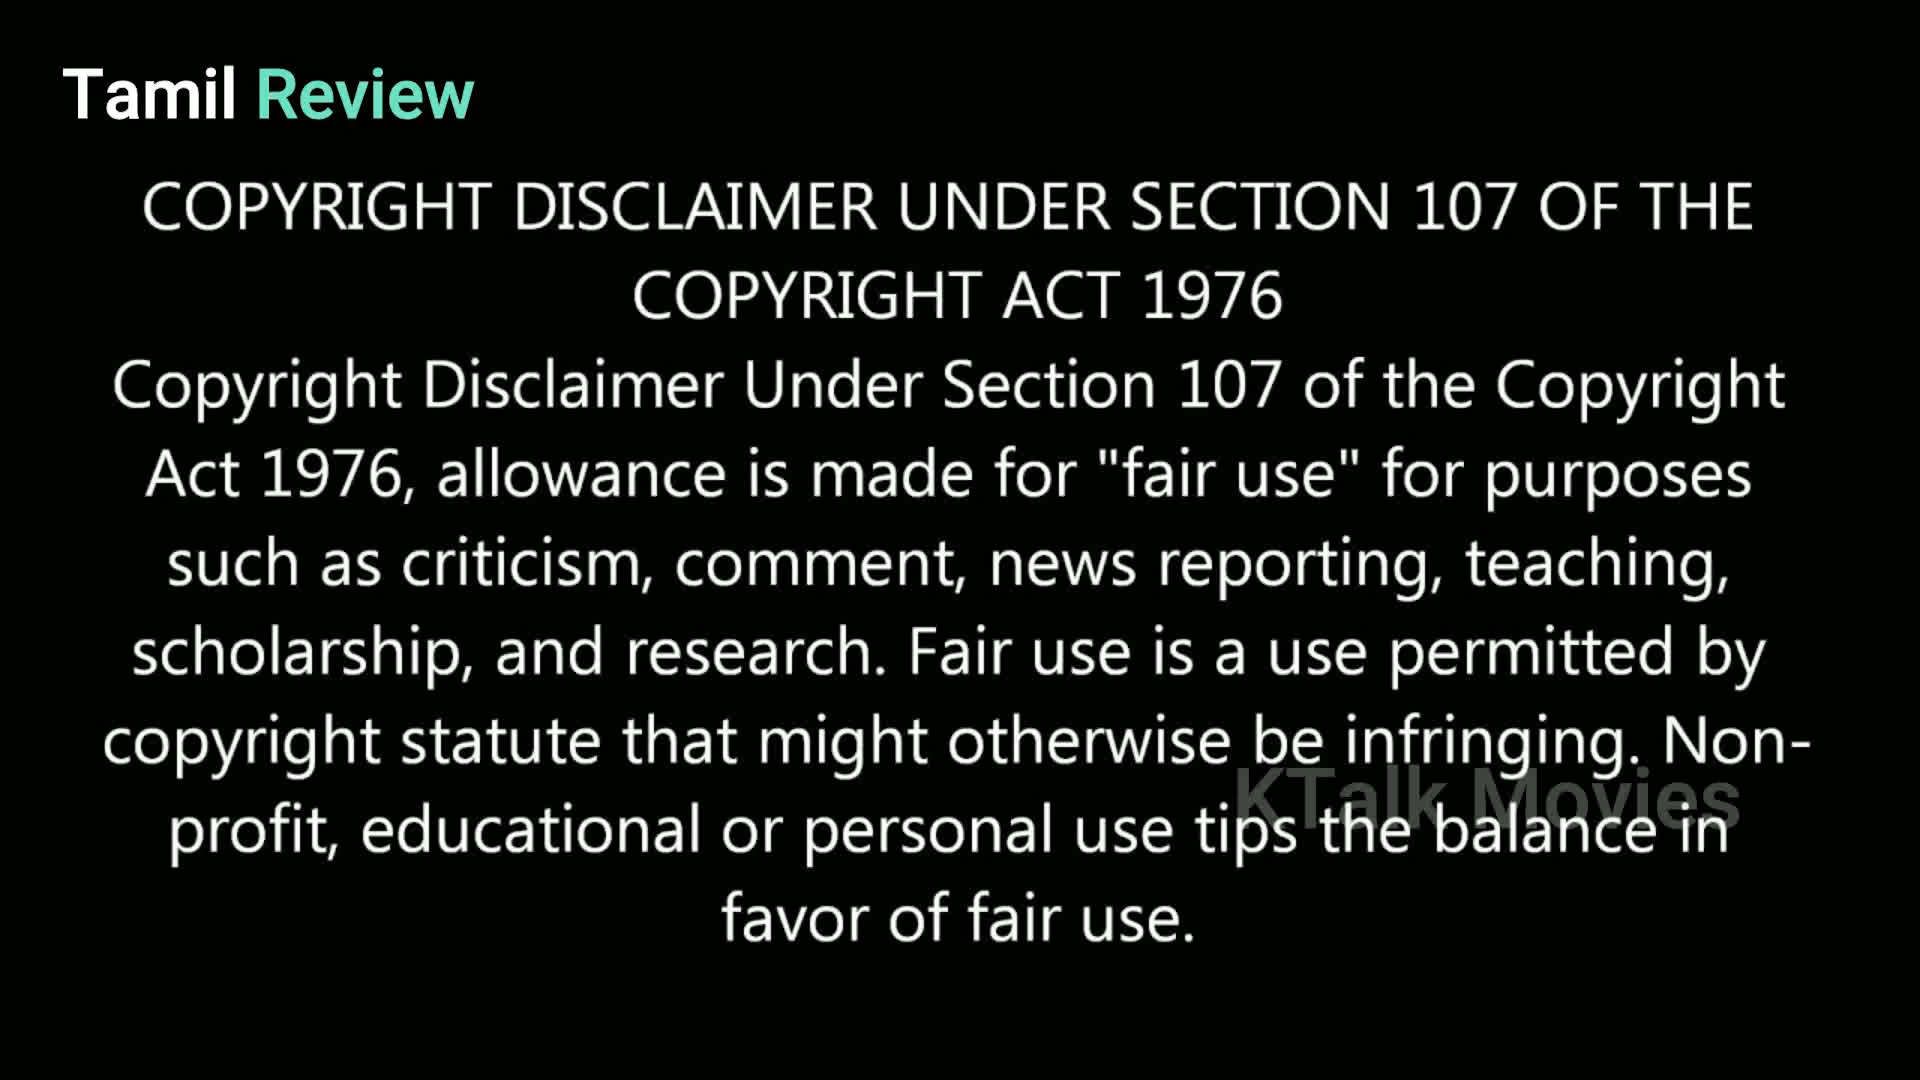 Tamil Review
COPYRIGHT DISCLAIMER UNDER SECTION 107 OF THE
COPYRIGHT ACT 1976
Copyright Disclaimer Under Section 107 of the Copyright
Act 1976, allowance is made for "fair use" for purposes
such as criticism, comment, news reporting, teaching,
scholarship, and research. Fair use is a use permitted by
copyright statute that might otherwise be infringing. Non-
KTalk Movies
profit, educational or personal use tips the balance in
favor of fair use.